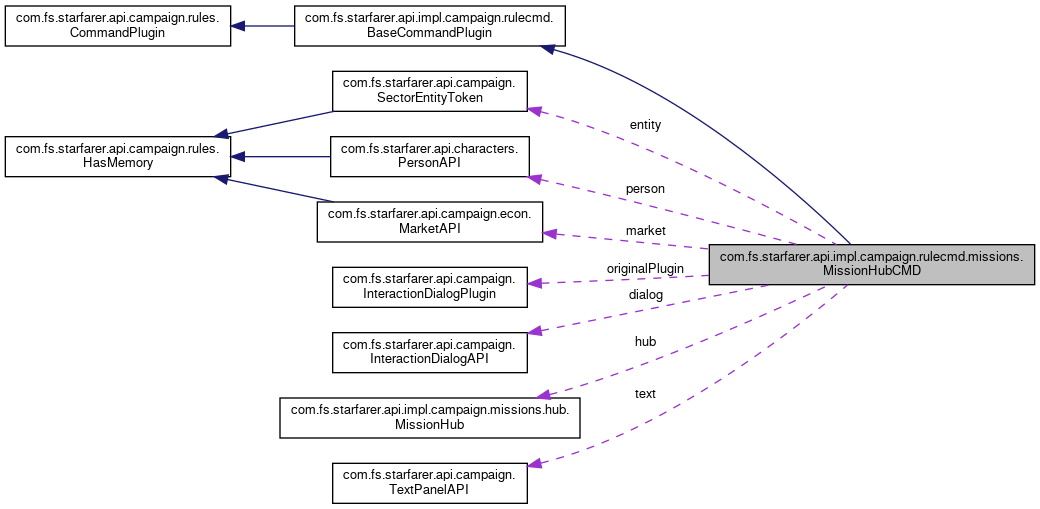 com.fs.starfarer.api.campaign.rules.
CommandPlugin
com.fs.starfarer.api.impl.campaign.rulecmd.
BaseCommandPlugin
com.fs.starfarer.api.campaign.
SectorEntityToken
com.fs.starfarer.api.campaign.rules.
HasMemory
com.fs.starfarer.api.characters.
PersonAPI
com.fs.starfarer.api.campaign.econ.
MarketAPI
com.fs.starfarer.api.campaign.
InteractionDialogPlugin
com.fs.starfarer.api.campaign.
InteractionDialogAPI
com.fs.starfarer.api.impl.campaign.missions.hub.
MissionHub
com.fs.starfarer.api.campaign.
TextPanelAPI
entity
person
market
originalPlugin
dialog
hub
text
com.fs.starfarer.api.impl.campaign.rulecmd.missions.
MissionHubCMD